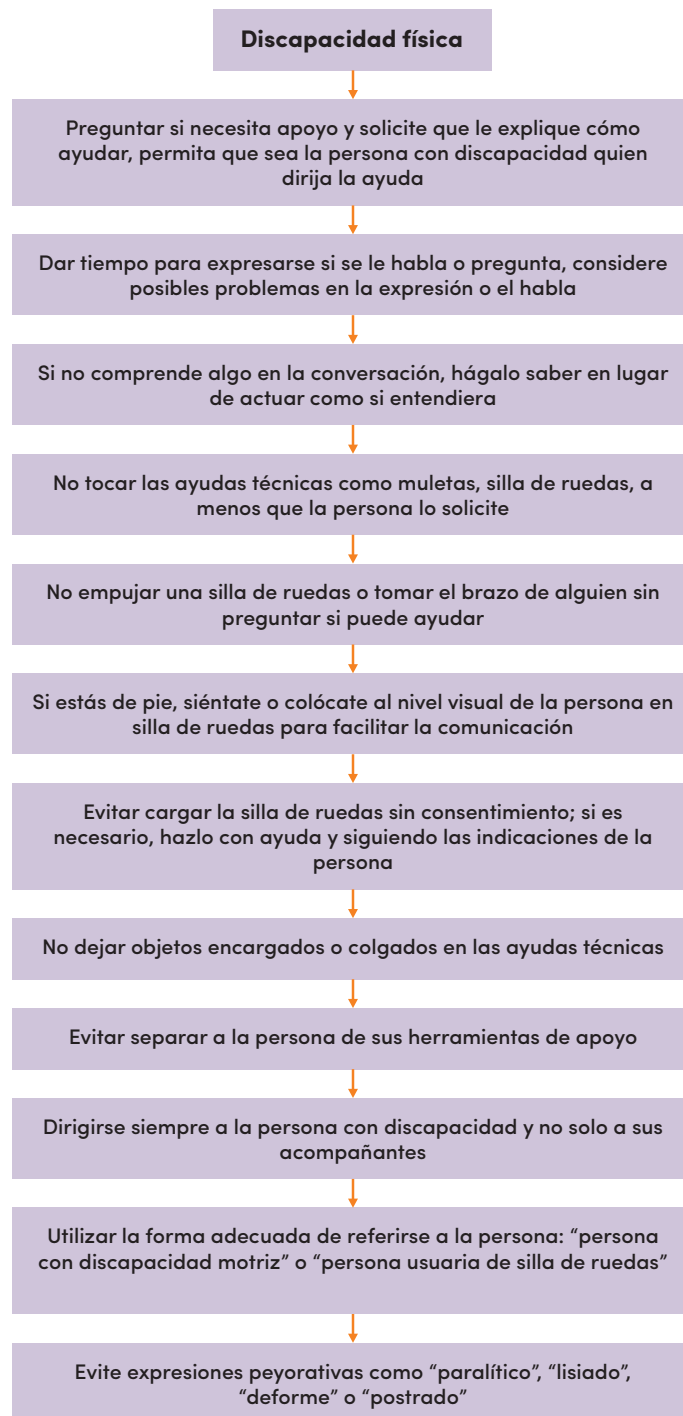 Discapacidad física
Preguntar si necesita apoyo y solicite que le explique cómo
ayudar, permita que sea la persona con discapacidad quien
dirija la ayuda
Dar tiempo para expresarse si se le habla o pregunta, considere
posibles problemas en la expresión o el habla
Si no comprende algo en la conversación, hágalo saber en lugar
de actuar como si entendiera
No tocar las ayudas técnicas como muletas, silla de ruedas, a
menos que la persona lo solicite
No empujar una silla de ruedas o tomar el brazo de alguien sin
preguntar si puede ayudar
Si estás de pie, siéntate o colócate al nivel visual de la persona en
silla de ruedas para facilitar la comunicación
Evitar cargar la silla de ruedas sin consentimiento; si es
necesario, hazlo con ayuda y siguiendo las indicaciones de la
persona
No dejar objetos encargados o colgados en las ayudas técnicas
Evitar separar a la persona de sus herramientas de apoyo
Dirigirse siempre a la persona con discapacidad y no solo a sus
acompañantes
Utilizar la forma adecuada de referirse a la persona: “persona
con discapacidad motriz” o “persona usuaria de silla de ruedas”
Evite expresiones peyorativas como “paralítico”, “lisiado”,
“deforme” o “postrado”